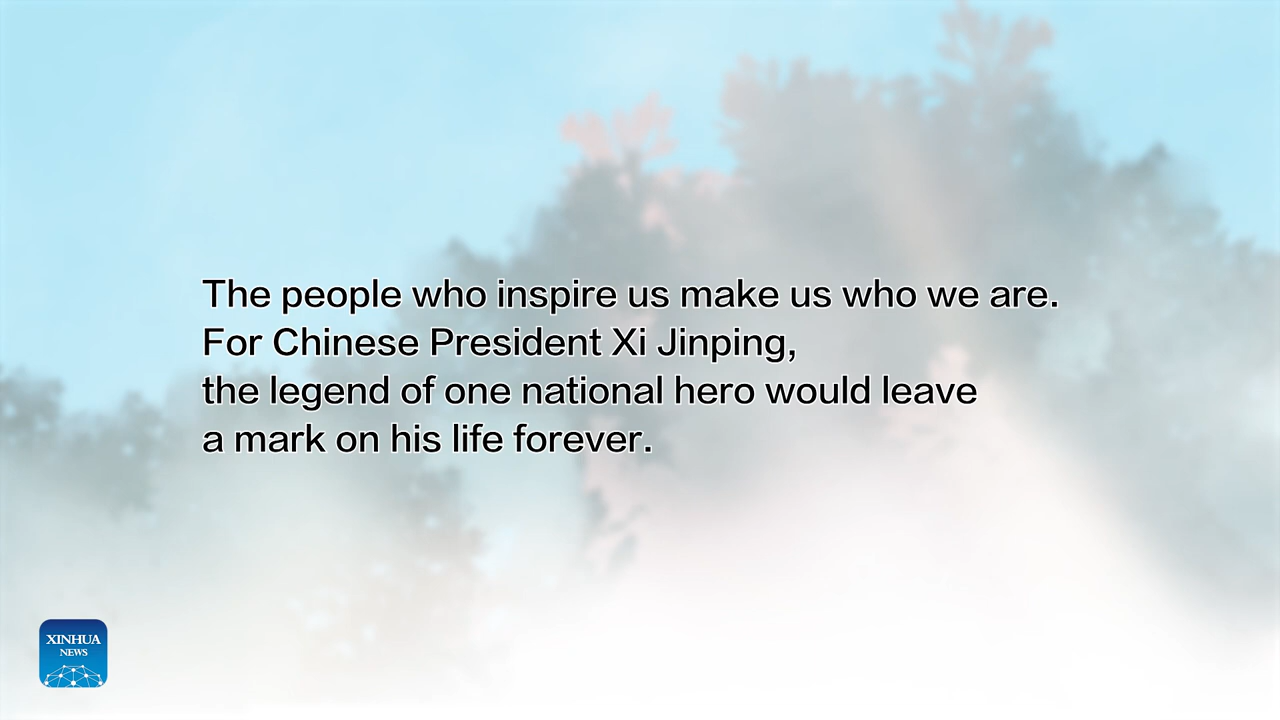 The people who inspire us make us who we are.
For Chinese President Xi Jinping,
the legend of one national hero would leave
a mark on his life forever.
XINHUA
NEWS